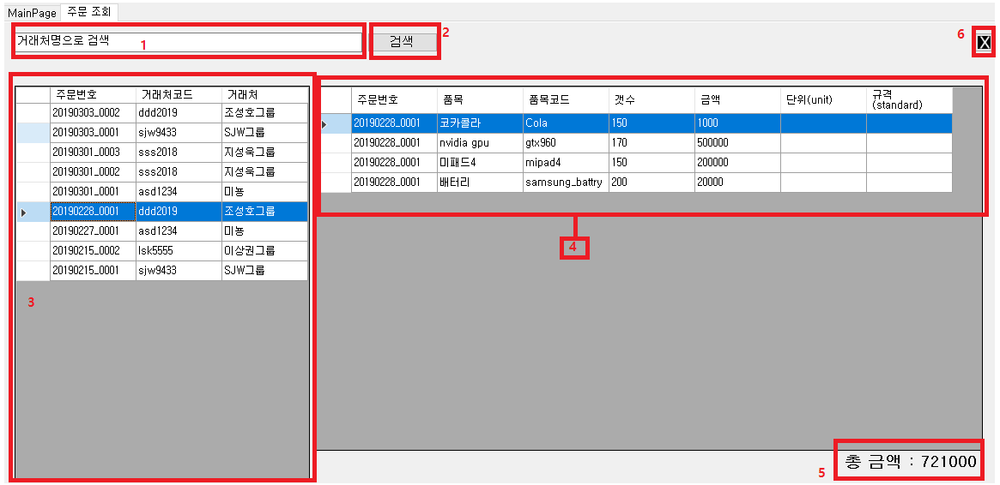 MainPage 주문 조회
거래처명으로 검색 1 검색 2 6 X
주문번호 거래처코드 거래처
20190303_0002 ddd2019 조성호그룹
20190303_0001 sjw9433 SJW그룹
20190301_0003 sss2018 지성욱그룹
20190301_0002 sss2018 지성욱그룹
20190301_0001 asd1234 미뇽
20190228_0001 ddd2019 조성호그룹
20190227_0001 asd1234 미뇽
20190215_0002 lsk5555 이상권그룹
20190215_0001 sjw9433 SJW그룹
3
주문번호 품목 품목코드 갯수 금액 단위(unit) 규격
(standard)
20190228_0001 코카콜라 Cola 150 1000
20190228_0001 nvidia gpu gtx960 170 500000
20190228_0001 미패드4 mipad4 150 200000
20190228_0001 배터리 samsung_battry 200 20000
4
5 총 금액 : 721000